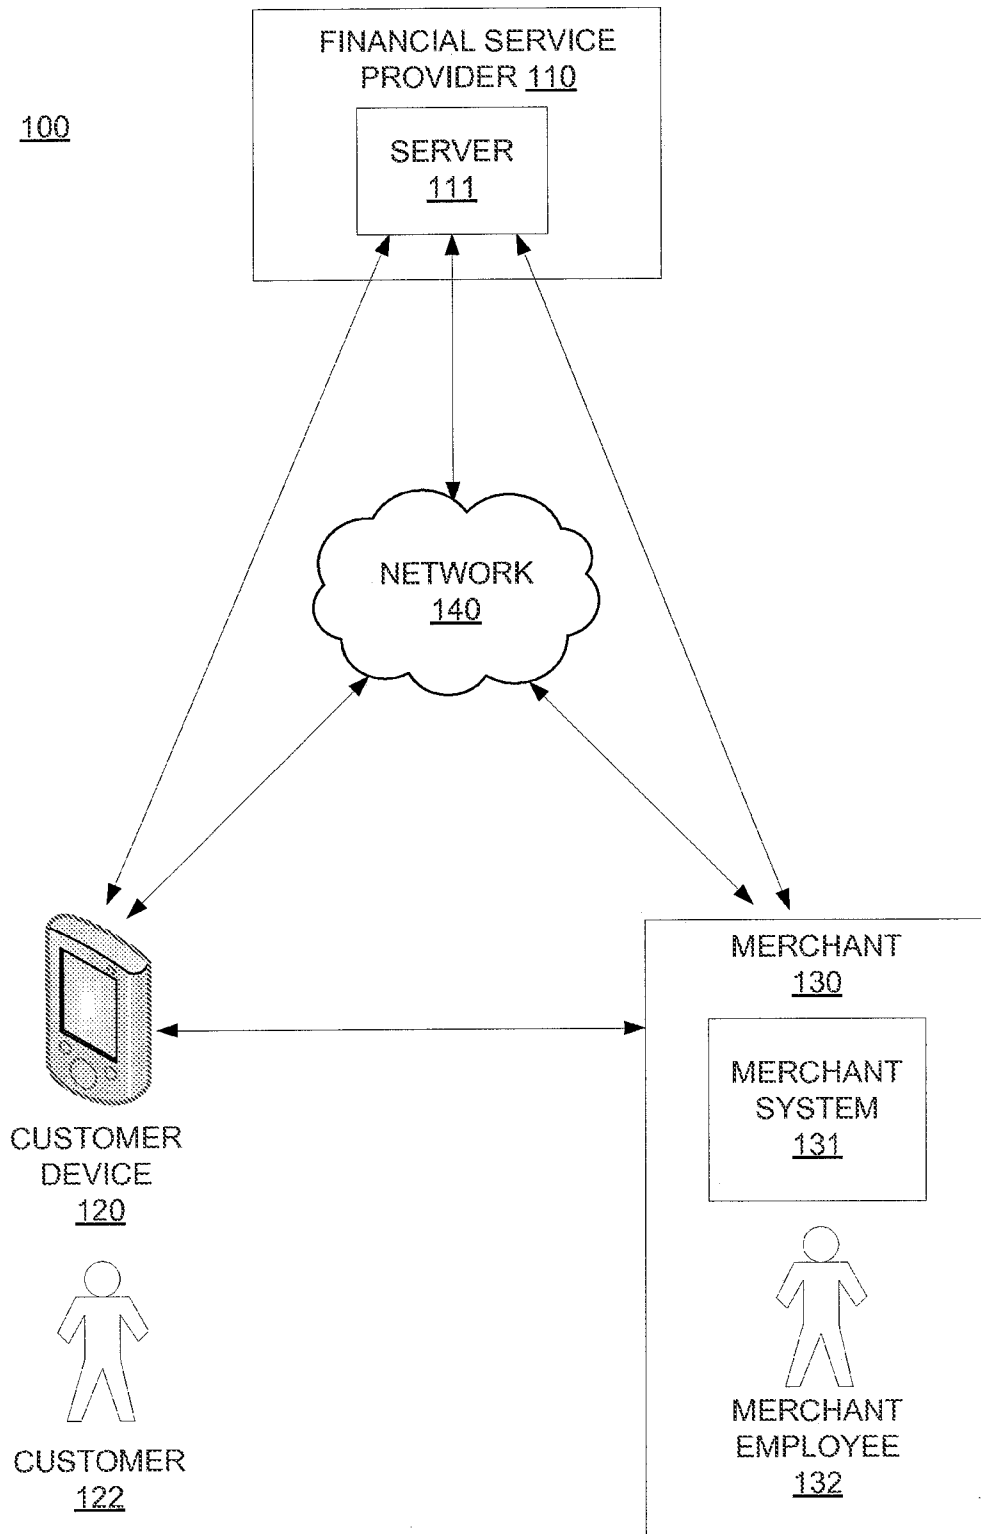 FINANCIAL SERVICE
PROVIDER 110
100
SERVER
111
NETWORK
140
MERCHANT
130
MERCHANT
SYSTEM
131
CUSTOMER
DEVICE
120
MERCHANT
EMPLOYEE
132
CUSTOMER
122